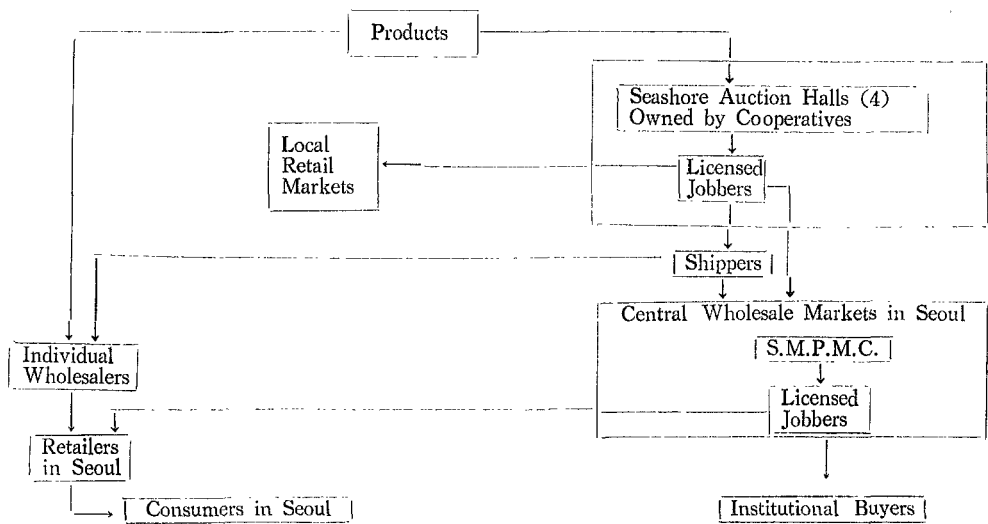 Products
Seashore Auction Halls (4)
Owned by Cooperatives
Local
Retail
Markets
Licensed
Jobbers
Shippers
Central Wholesale Markets in Seoul
S.M.P.M.C.
Individual
Wholesalers
Licensed
Jobbers
Retailers
in Seoul
Consumers in Seoul
Institutional Buyers